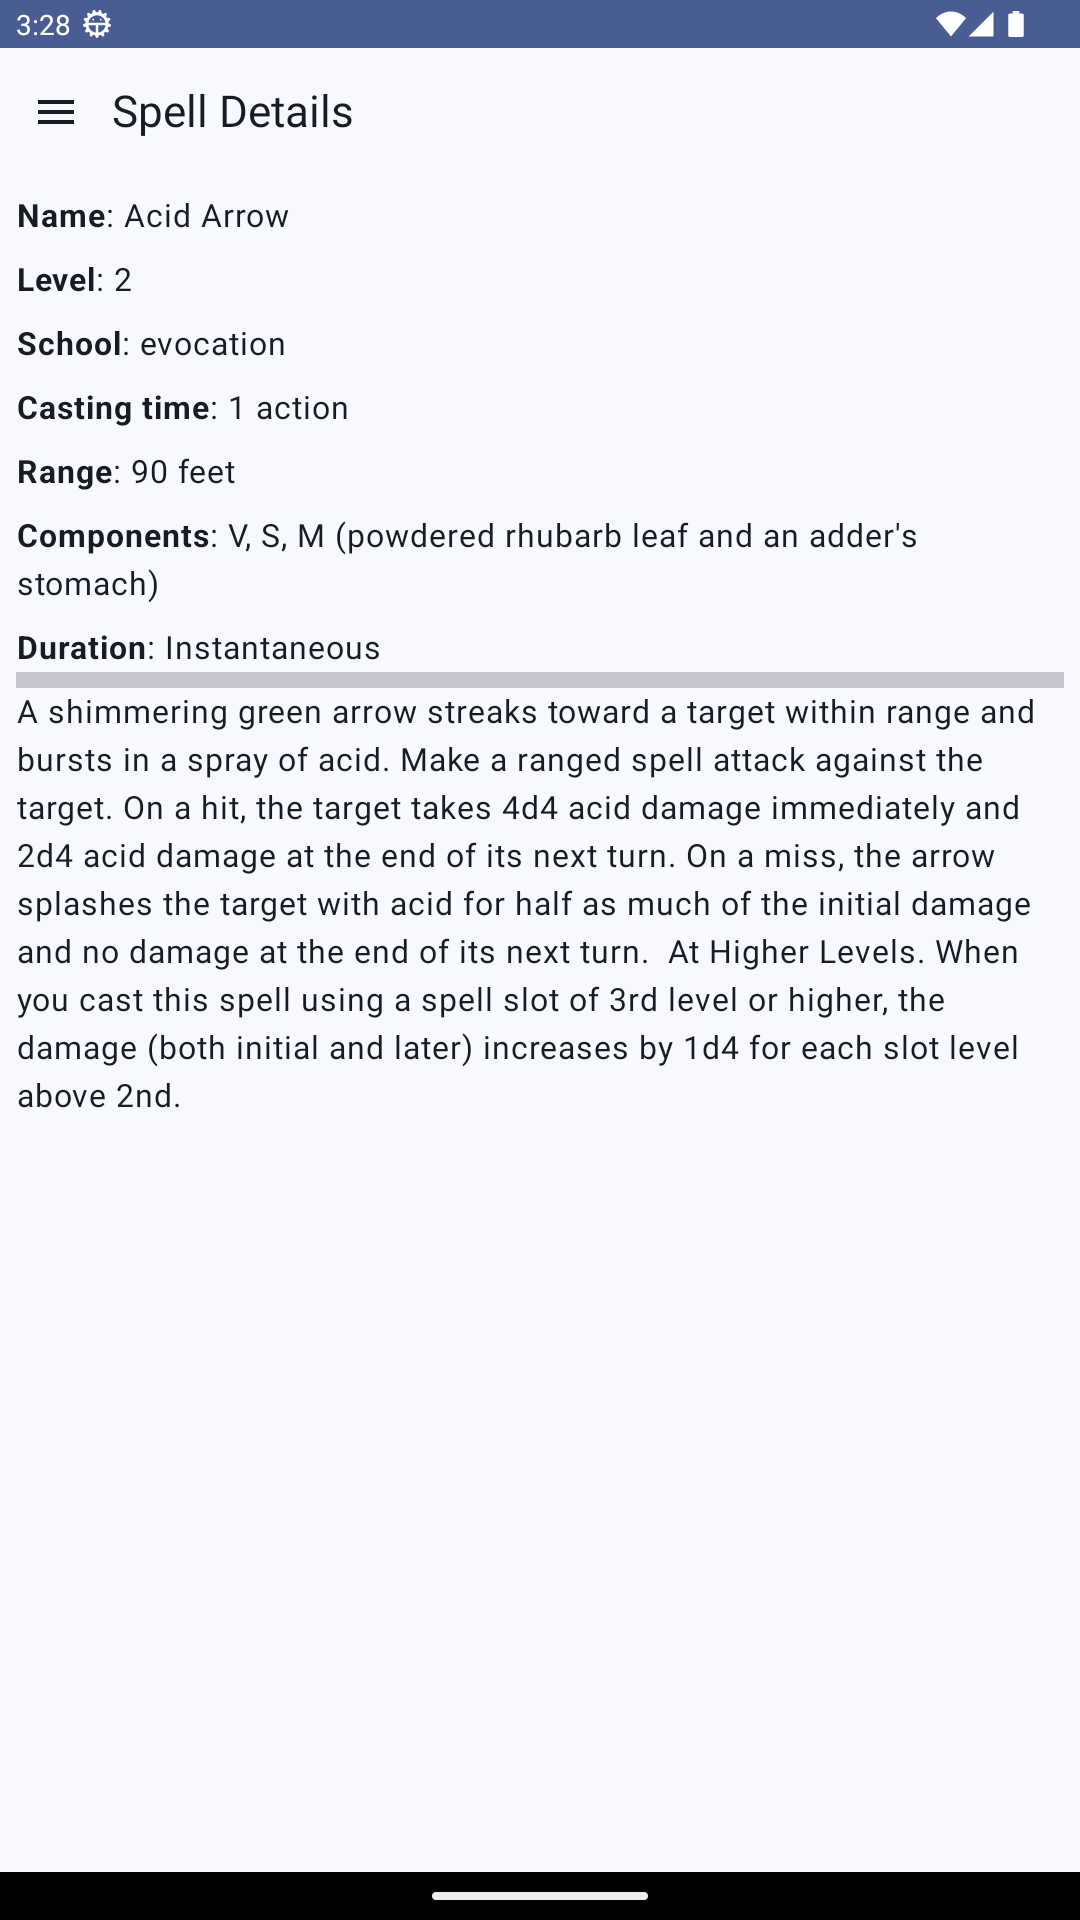 3:28
Spell Details
Name: Acid Arrow
Level: 2
School: evocation
Casting time: 1 action
Range: 90 feet
Components: V, S, M (powdered rhubarb leaf and an adder's
stomach)
Duration: Instantaneous
A shimmering green arrow streaks toward a target within range and
bursts in a spray of acid. Make a ranged spell attack against the
target. On a hit, the target takes 4d4 acid damage immediately and
2d4 acid damage at the end of its next turn. On a miss, the arrow
splashes the target with acid for half as much of the initial damage
and no damage at the end of its next turn.  At Higher Levels. When
you cast this spell using a spell slot of 3rd level or higher, the
damage (both initial and later) increases by 1d4 for each slot level
above 2nd.